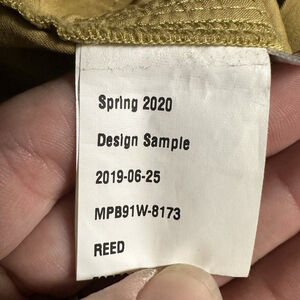 Spring 2020
Design Sample
2019-06-25
MPB91W-8173
REED